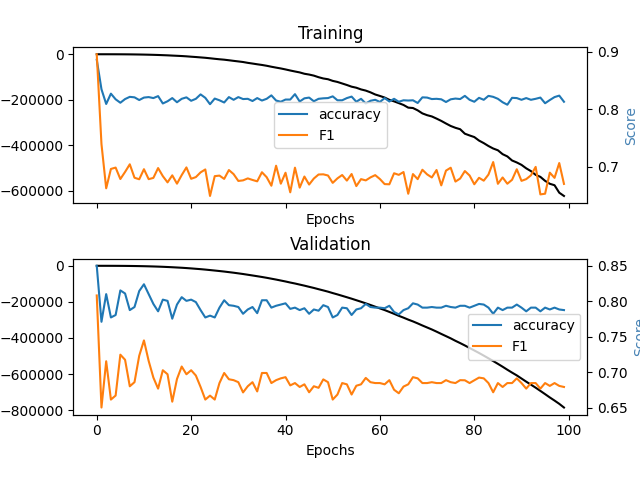 Training
0
−200000
−400000
−600000
0.9
0.8
0.7
Score
accuracy
F1
Epochs
Validation
0
−200000
−400000
−600000
−800000
0.85
0.80
0.75
0.70
0.65
Score
accuracy
F1
0 20 40 60 80 100
Epochs